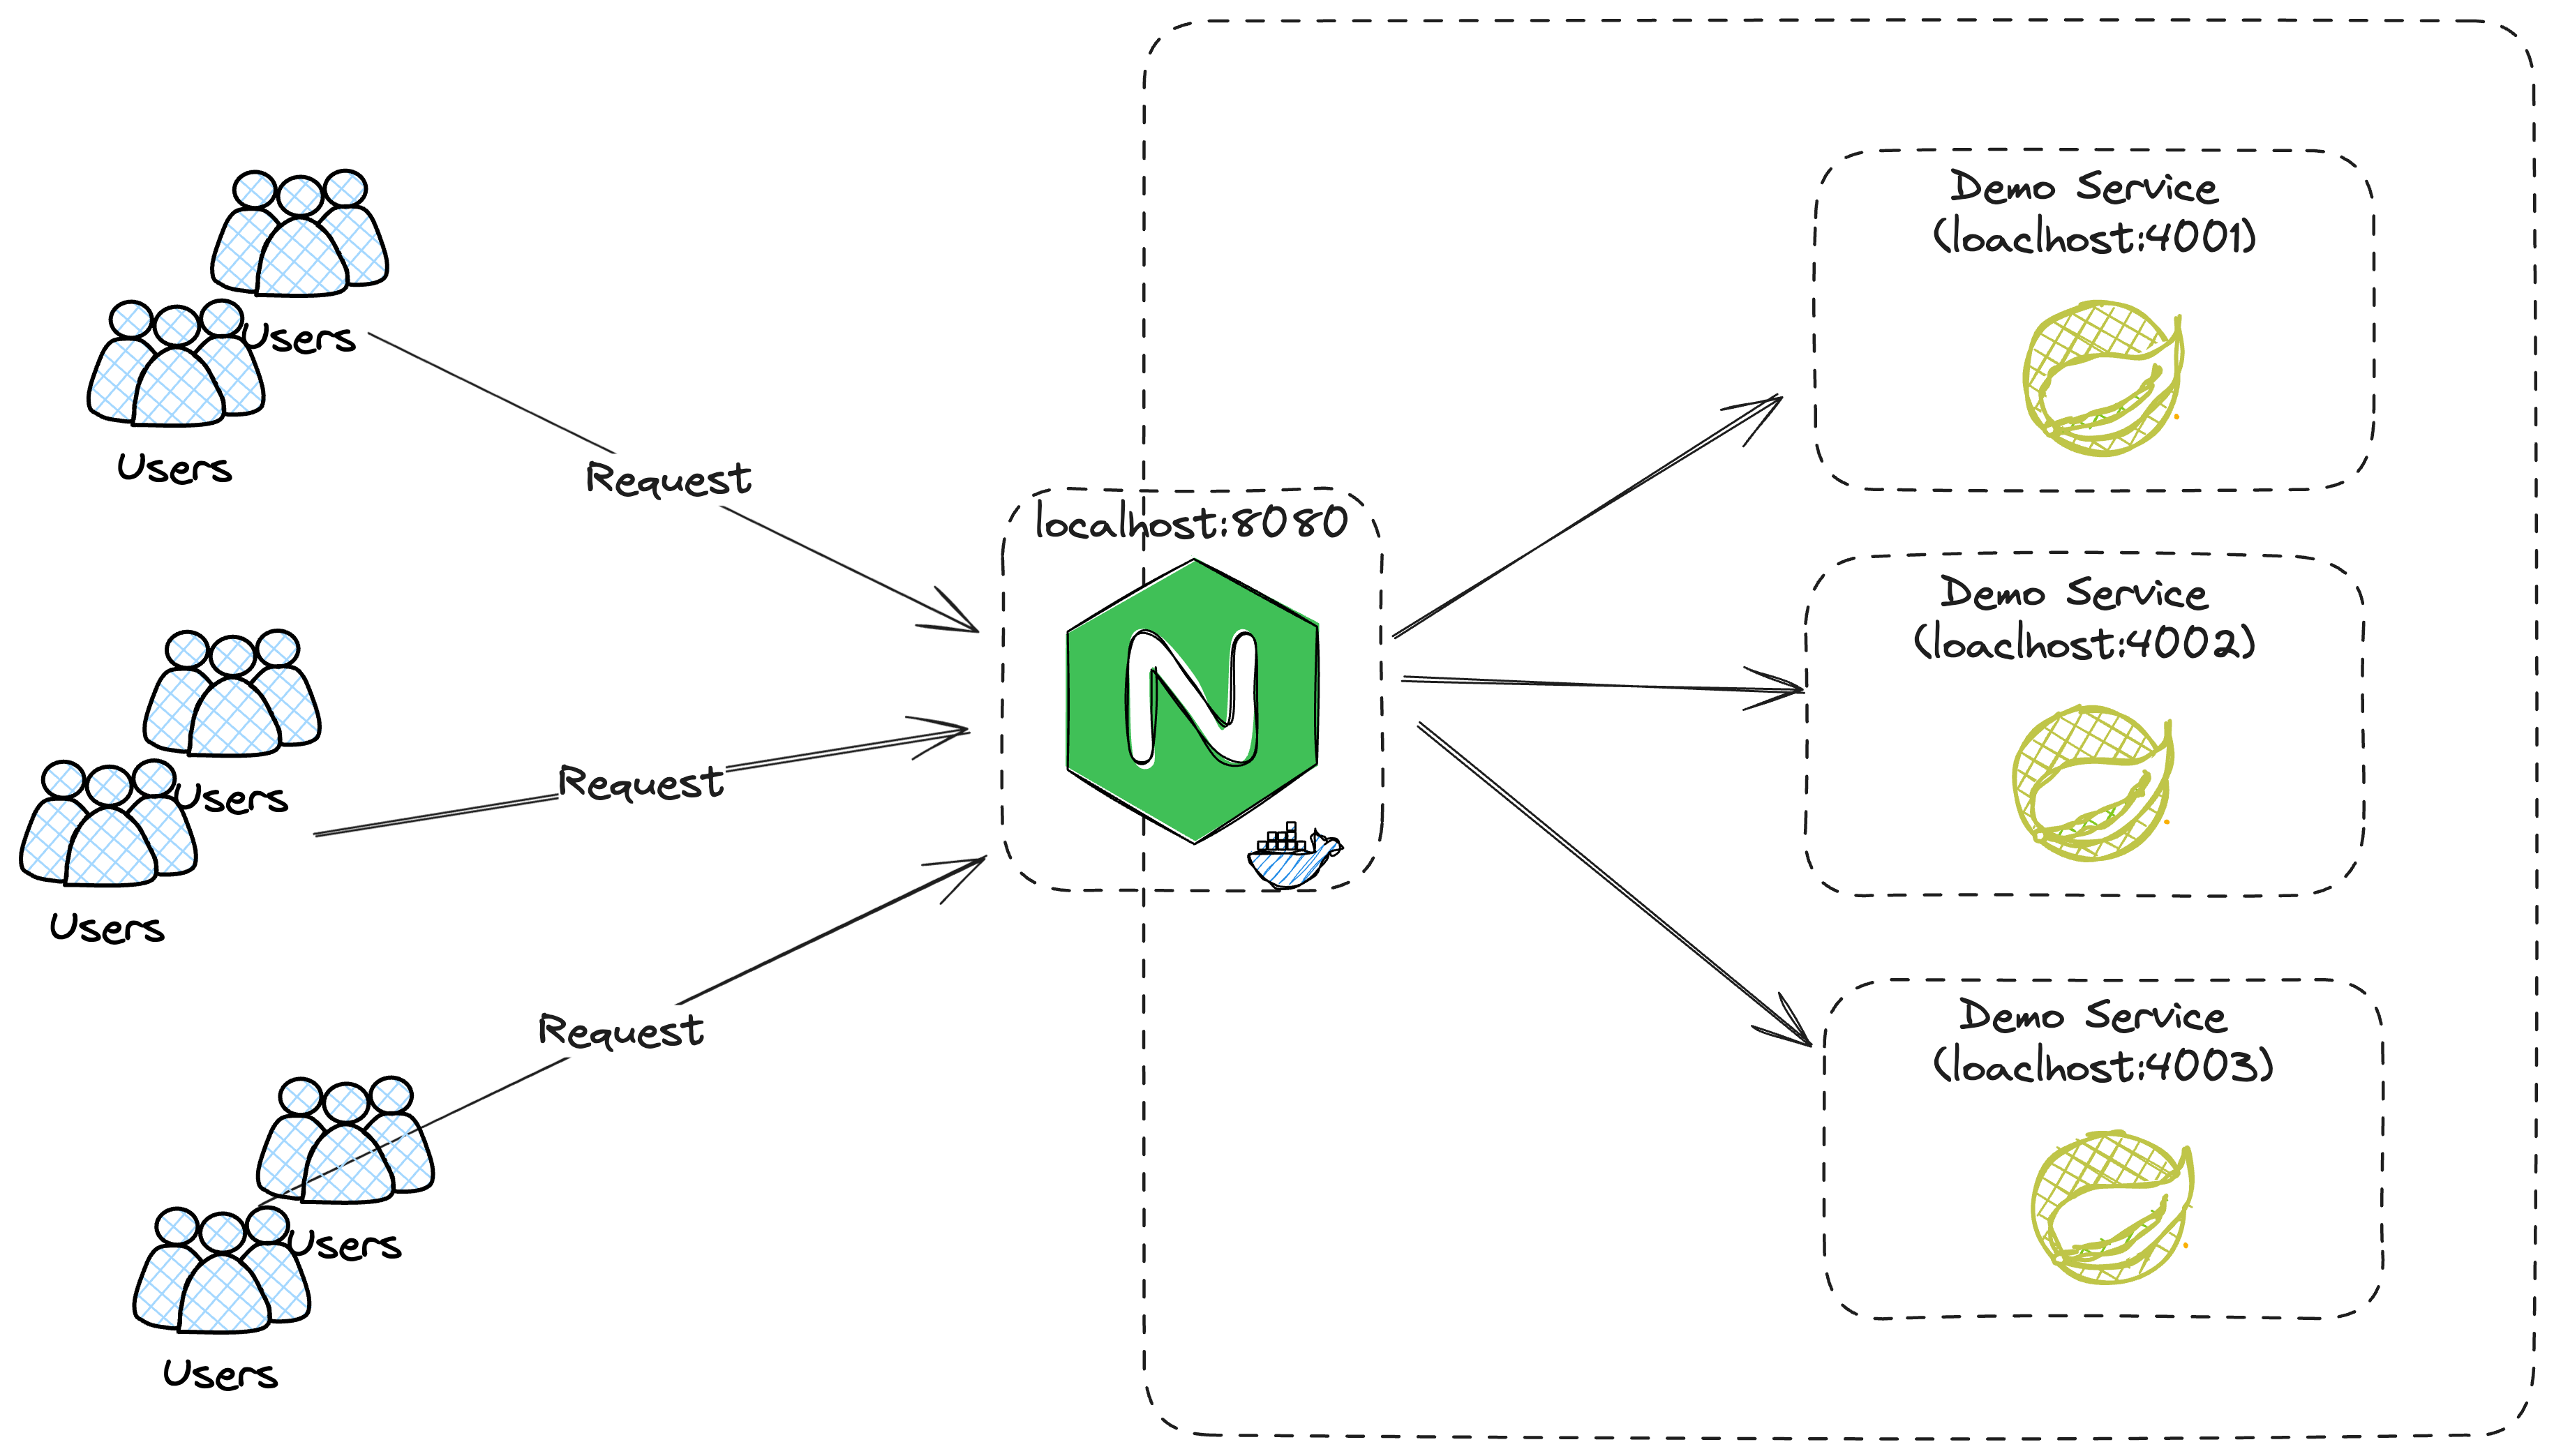 Users
Users
Request
Users
Users
Request
Users
Users
Request
localhost:8080
N
Demo Service
(loaclhost:4001)
Demo Service
(loaclhost:4002)
Demo Service
(loaclhost:4003)